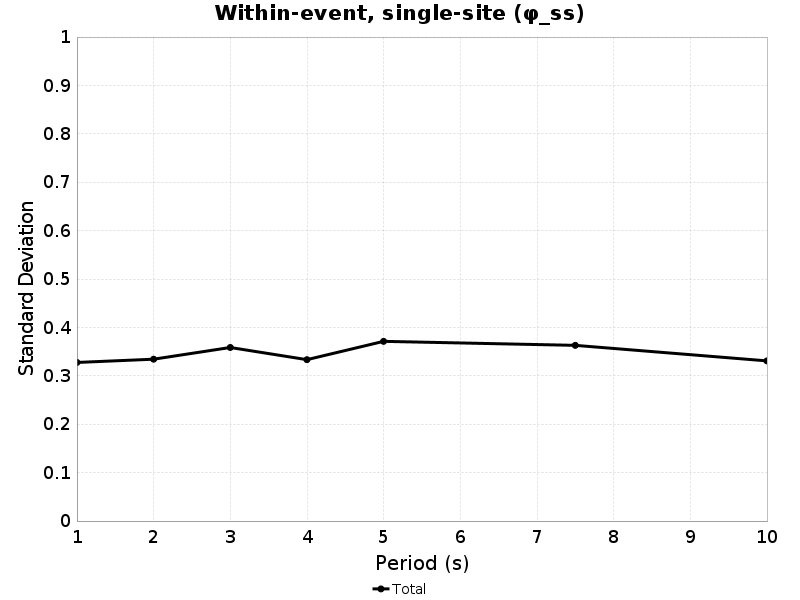 Within-event, single-site (φ_ss)
1
0.9
0.8
0.7
0.6
0.5
0.4
0.3
0.2
0.1
0
Standard Deviation
1 2 3 4 5 6 7 8 9 10
Period (s)
Total